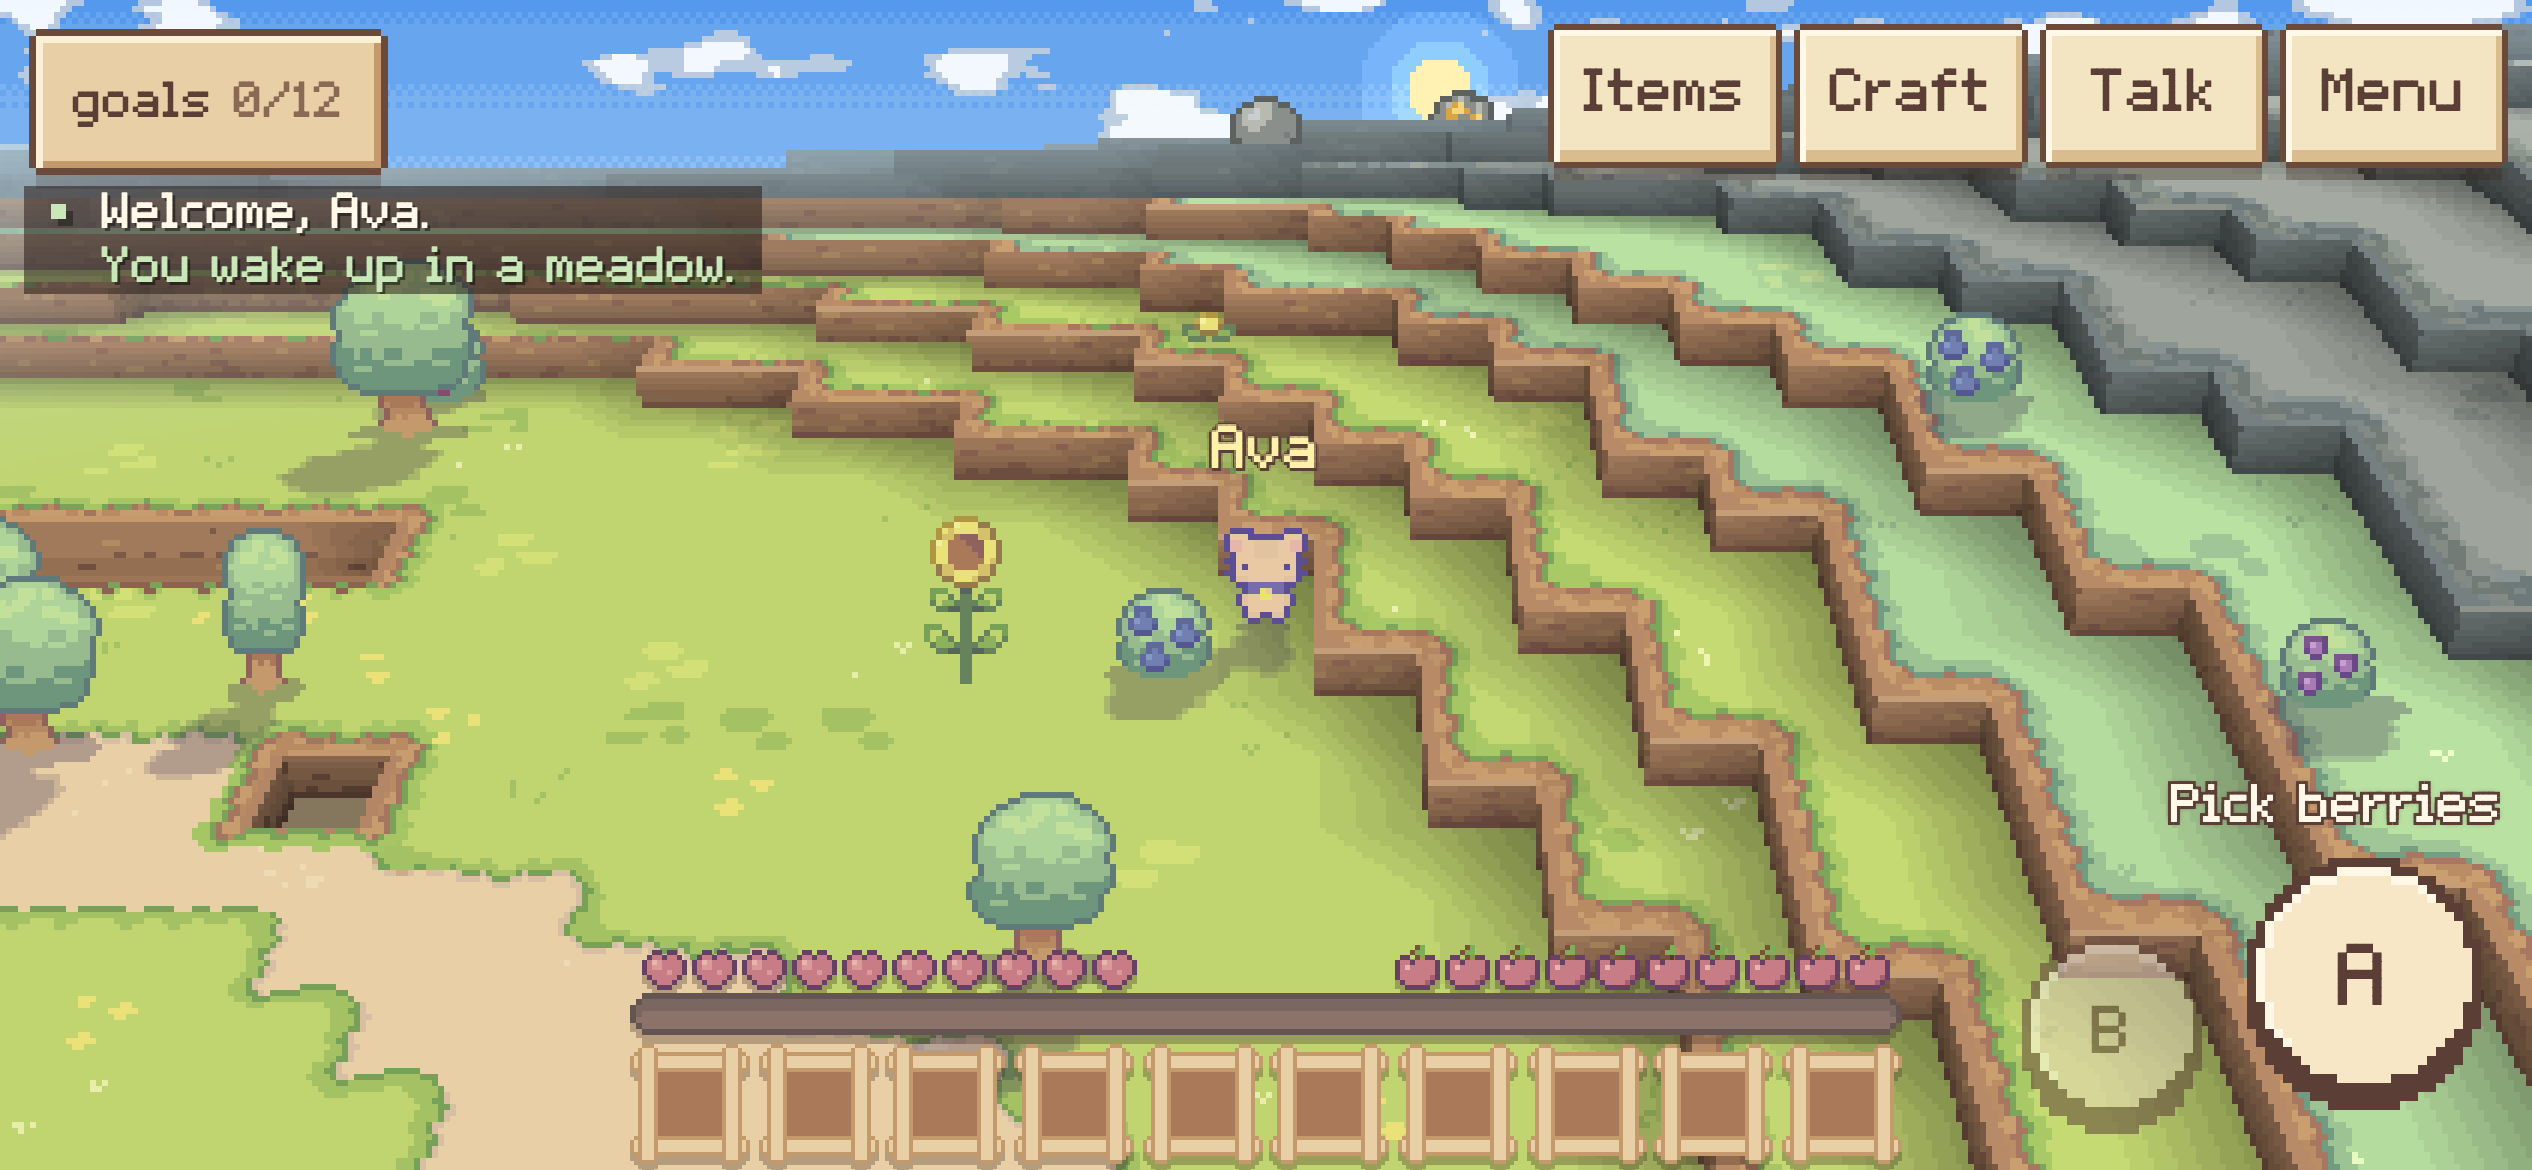 goals 0/12
Items
Craft
Talk
Menu
Welcome, Ava.
You wake up in a meadow.
Ava
Pick berries
A
B